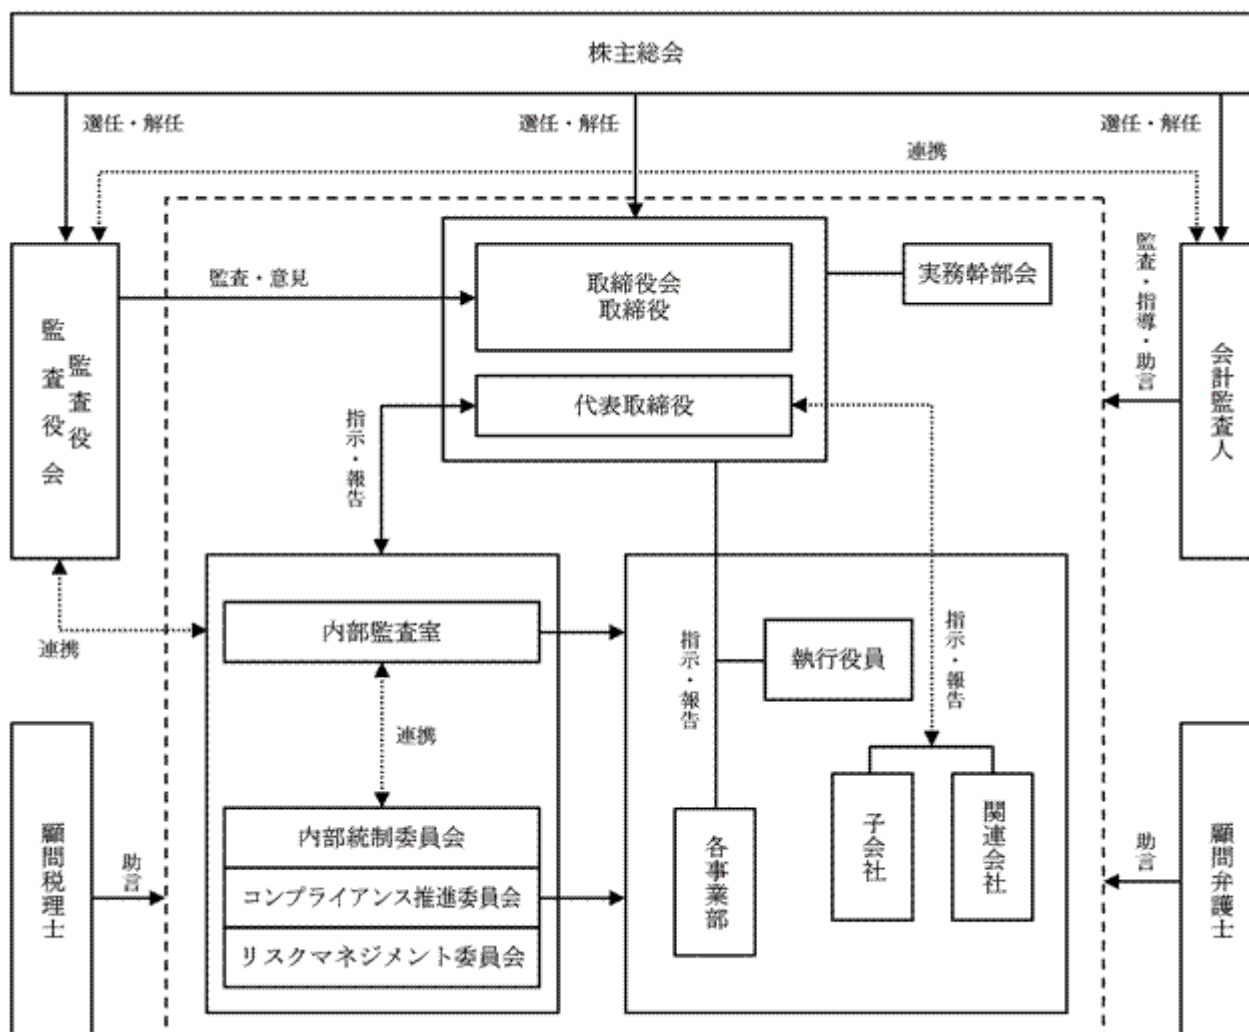 株主総会
選任・解任
選任・解任
選任・解任
連携
監査役会
監査役
監査・意見
取締役会
取締役
実務幹部会
監査・指導・助言
会計監査人
代表取締役
指示・報告
連携
内部監査室
連携
内部統制委員会
コンプライアンス推進委員会
リスクマネジメント委員会
指示・報告
執行役員
指示・報告
各事業部
子会社
関連会社
顧問税理士
助言
助言
顧問弁護士